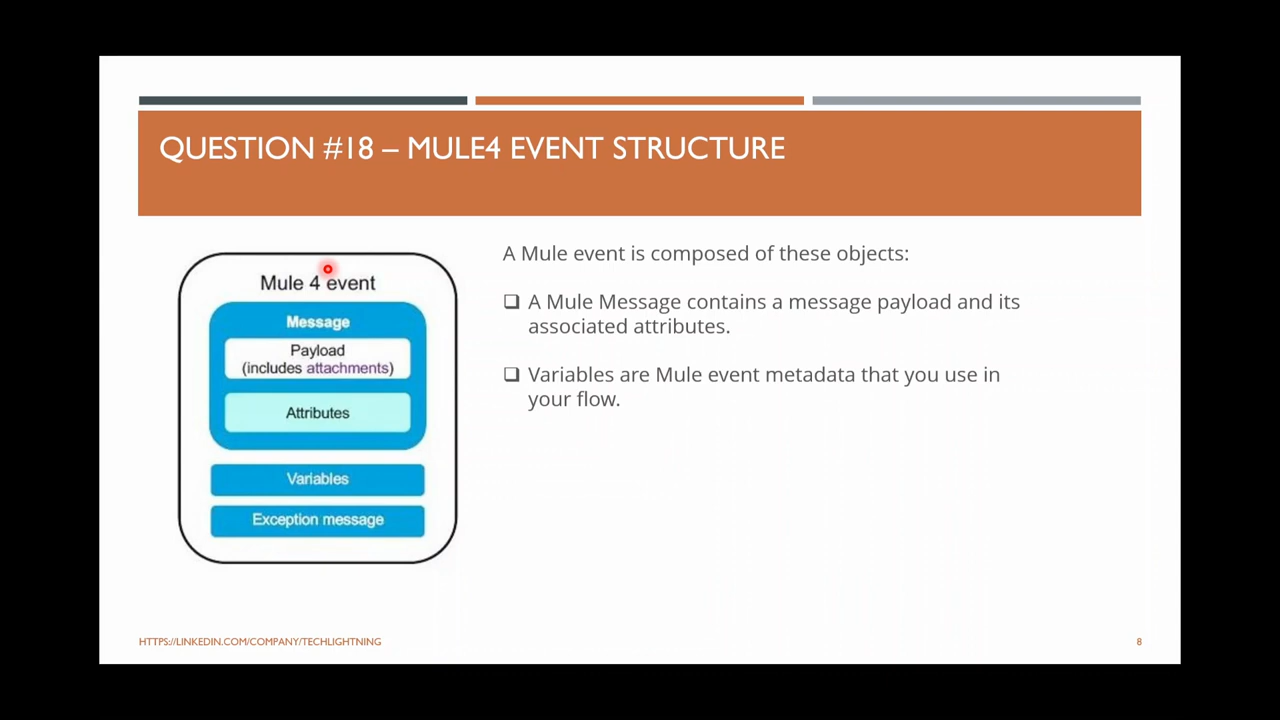 QUESTION #18 – MULE4 EVENT STRUCTURE
Mule 4 event
Message
Payload
(includes attachments)
Attributes
Variables
Exception message
A Mule event is composed of these objects:
❑ A Mule Message contains a message payload and its
associated attributes.
❑ Variables are Mule event metadata that you use in
your flow.
HTTPS://LINKEDIN.COM/COMPANY/TECHLIGHTNING
8